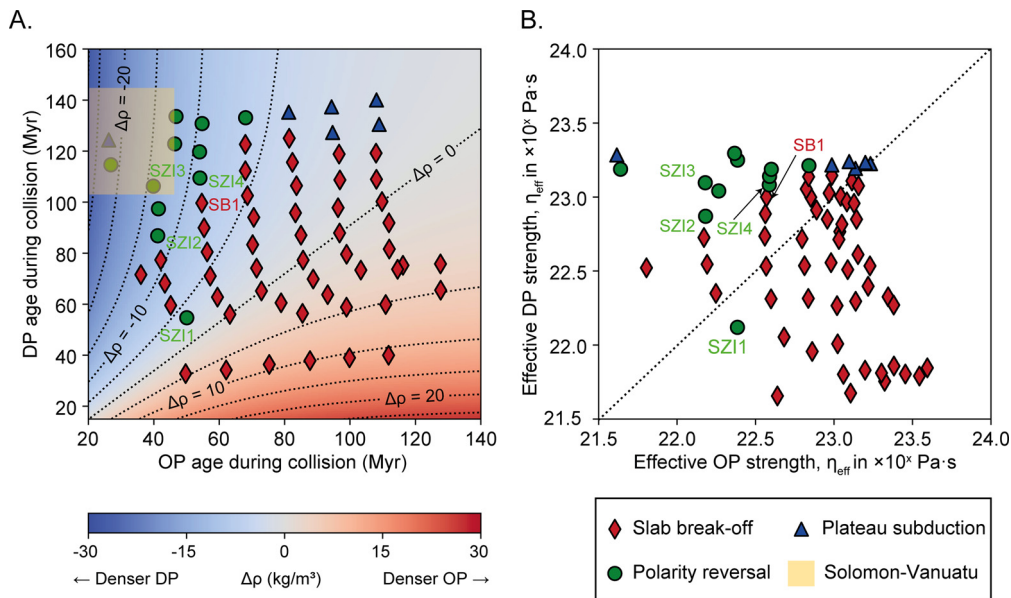 A.
B.
DP age during collision (Myr)
160
140
120
100
80
60
40
20
20
40
60
80
100
120
140
OP age during collision (Myr)
Δρ = -20
Δρ = -10
Δρ = 0
Δρ = 10
Δρ = 20
SZI3
SZI4
SB1
SZI2
SZI1
Effective DP strength, ηeff in ×10ˣ Pa·s
24.0
23.5
23.0
22.5
22.0
21.5
21.5
22.0
22.5
23.0
23.5
24.0
Effective OP strength, ηeff in ×10ˣ Pa·s
SB1
SZI3
SZI2
SZI4
SZI1
-30
-15
0
15
30
← Denser DP
Δρ (kg/m³)
Denser OP →
Slab break-off
Plateau subduction
Polarity reversal
Solomon-Vanuatu